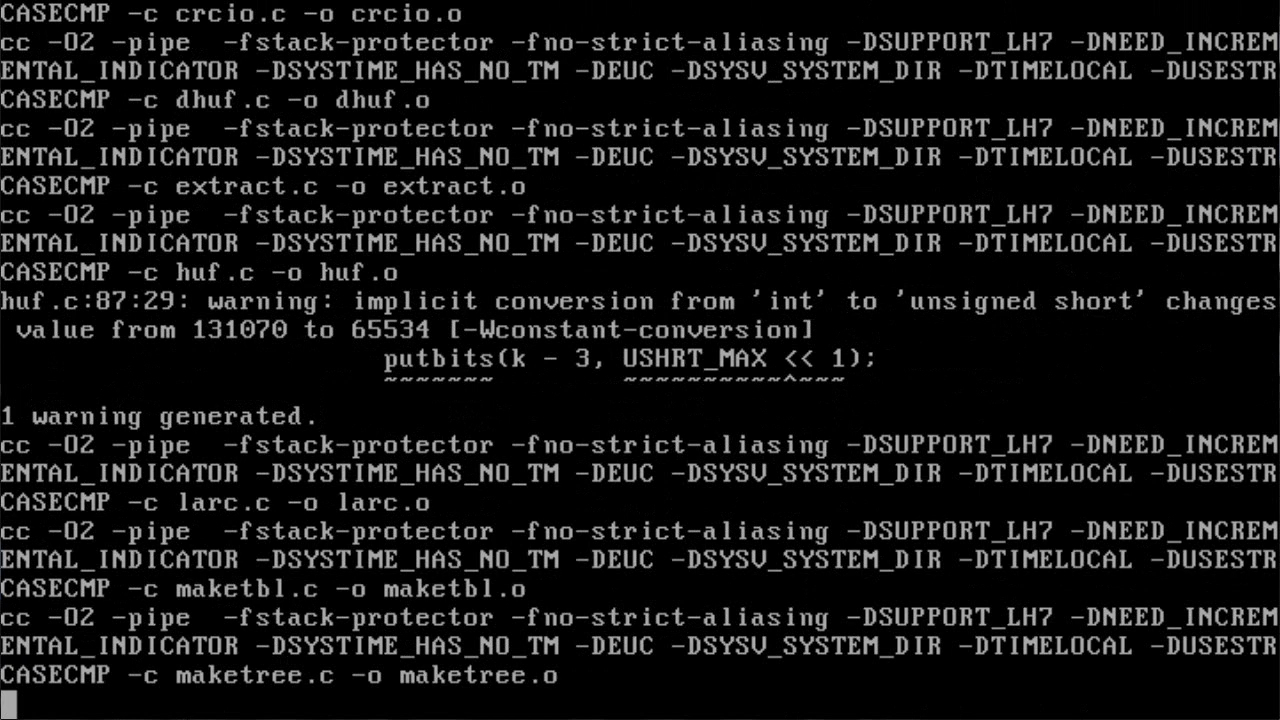 CASECMP -c crcio.c -o crcio.o
cc -O2 -pipe  -fstack-protector -fno-strict-aliasing -DSUPPORT_LH7 -DNEED_INCREM
ENTAL_INDICATOR -DSYSTIME_HAS_NO_TM -DEUC -DSYSV_SYSTEM_DIR -DTIMELOCAL -DUSESTR
CASECMP -c dhuf.c -o dhuf.o
cc -O2 -pipe  -fstack-protector -fno-strict-aliasing -DSUPPORT_LH7 -DNEED_INCREM
ENTAL_INDICATOR -DSYSTIME_HAS_NO_TM -DEUC -DSYSV_SYSTEM_DIR -DTIMELOCAL -DUSESTR
CASECMP -c extract.c -o extract.o
cc -O2 -pipe  -fstack-protector -fno-strict-aliasing -DSUPPORT_LH7 -DNEED_INCREM
ENTAL_INDICATOR -DSYSTIME_HAS_NO_TM -DEUC -DSYSV_SYSTEM_DIR -DTIMELOCAL -DUSESTR
CASECMP -c huf.c -o huf.o
huf.c:87:29: warning: implicit conversion from 'int' to 'unsigned short' changes
 value from 131070 to 65534 [-Wconstant-conversion]
                        putbits(k - 3, USHRT_MAX << 1);
                        ~~~~~~~        ~~~~~~~~~~^~~~
1 warning generated.
cc -O2 -pipe  -fstack-protector -fno-strict-aliasing -DSUPPORT_LH7 -DNEED_INCREM
ENTAL_INDICATOR -DSYSTIME_HAS_NO_TM -DEUC -DSYSV_SYSTEM_DIR -DTIMELOCAL -DUSESTR
CASECMP -c larc.c -o larc.o
cc -O2 -pipe  -fstack-protector -fno-strict-aliasing -DSUPPORT_LH7 -DNEED_INCREM
ENTAL_INDICATOR -DSYSTIME_HAS_NO_TM -DEUC -DSYSV_SYSTEM_DIR -DTIMELOCAL -DUSESTR
CASECMP -c maketbl.c -o maketbl.o
cc -O2 -pipe  -fstack-protector -fno-strict-aliasing -DSUPPORT_LH7 -DNEED_INCREM
ENTAL_INDICATOR -DSYSTIME_HAS_NO_TM -DEUC -DSYSV_SYSTEM_DIR -DTIMELOCAL -DUSESTR
CASECMP -c maketree.c -o maketree.o